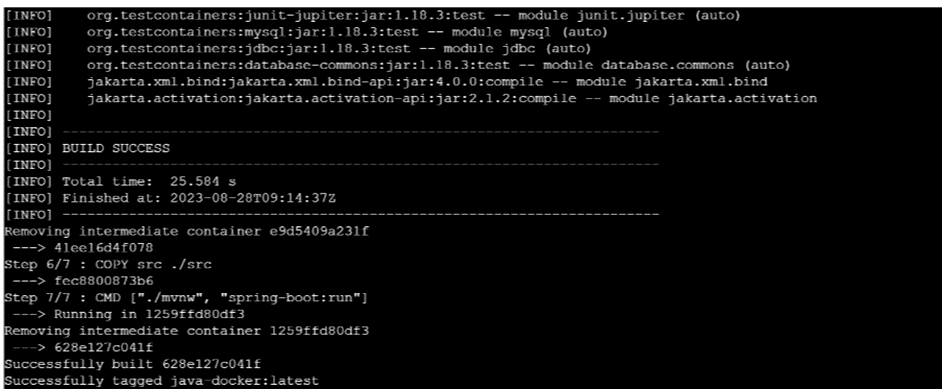 [INFO]    org.testcontainers:junit-jupiter:jar:1.18.3:test -- module junit.jupiter (auto)
[INFO]    org.testcontainers:mysql:jar:1.18.3:test -- module mysql (auto)
[INFO]    org.testcontainers:jdbc:jar:1.18.3:test -- module jdbc (auto)
[INFO]    org.testcontainers:database-commons:jar:1.18.3:test -- module database.commons (auto)
[INFO]    jakarta.xml.bind:jakarta.xml.bind-api:jar:4.0.0:compile -- module jakarta.xml.bind
[INFO]    jakarta.activation:jakarta.activation-api:jar:2.1.2:compile -- module jakarta.activation
[INFO]
[INFO] ------------------------------------------------------------------------
[INFO] BUILD SUCCESS
[INFO] ------------------------------------------------------------------------
[INFO] Total time:  25.584 s
[INFO] Finished at: 2023-08-28T09:14:37Z
[INFO] ------------------------------------------------------------------------
Removing intermediate container e9d5409a231f
 ---> 41ee16d4f078
Step 6/7 : COPY src ./src
 ---> fec8800873b6
Step 7/7 : CMD ["./mvnw", "spring-boot:run"]
 ---> Running in 1259ffd80df3
Removing intermediate container 1259ffd80df3
 ---> 628e127c041f
Successfully built 628e127c041f
Successfully tagged java-docker:latest